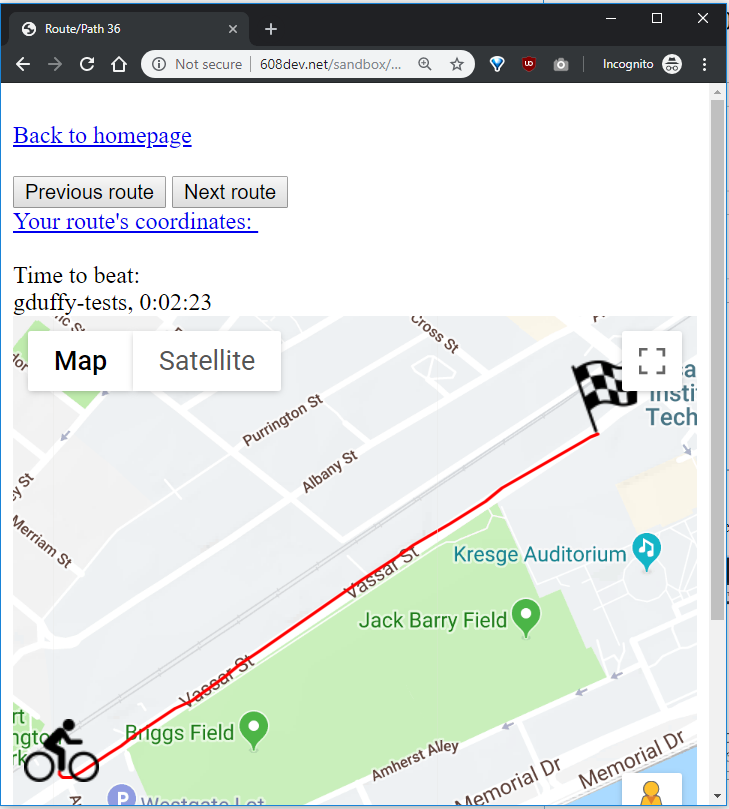 Route/Path 36
Not secure | 608dev.net/sandbox/...
Incognito
Back to homepage
Previous route
Next route
Your route's coordinates:
Time to beat:
gduffy-tests, 0:02:23
Map
Satellite
Cross St
Purrington St
Albany St
Insti
Tech
Merriam St
Kresge Auditorium
Vassar St
Jack Barry Field
Vassar St
Briggs Field
Amherst Alley
Memorial Dr
Memorial Dr
P
Westgate Lot